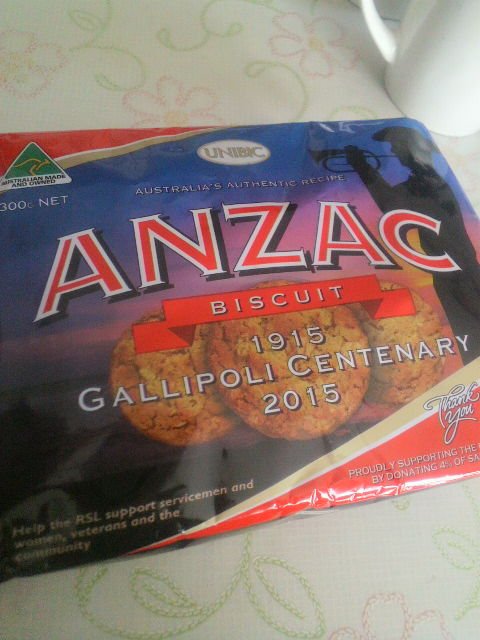 UNIBIC
AUSTRALIAN MADE
AND OWNED
AUSTRALIA'S AUTHENTIC RECIPE
300G NET
ANZAC
BISCUIT
1915
GALLIPOLI CENTENARY
2015
Thank
you
PROUDLY SUPPORTING THE
BY DONATING 4% OF
Help the RSL support servicemen and
women, veterans and the
community